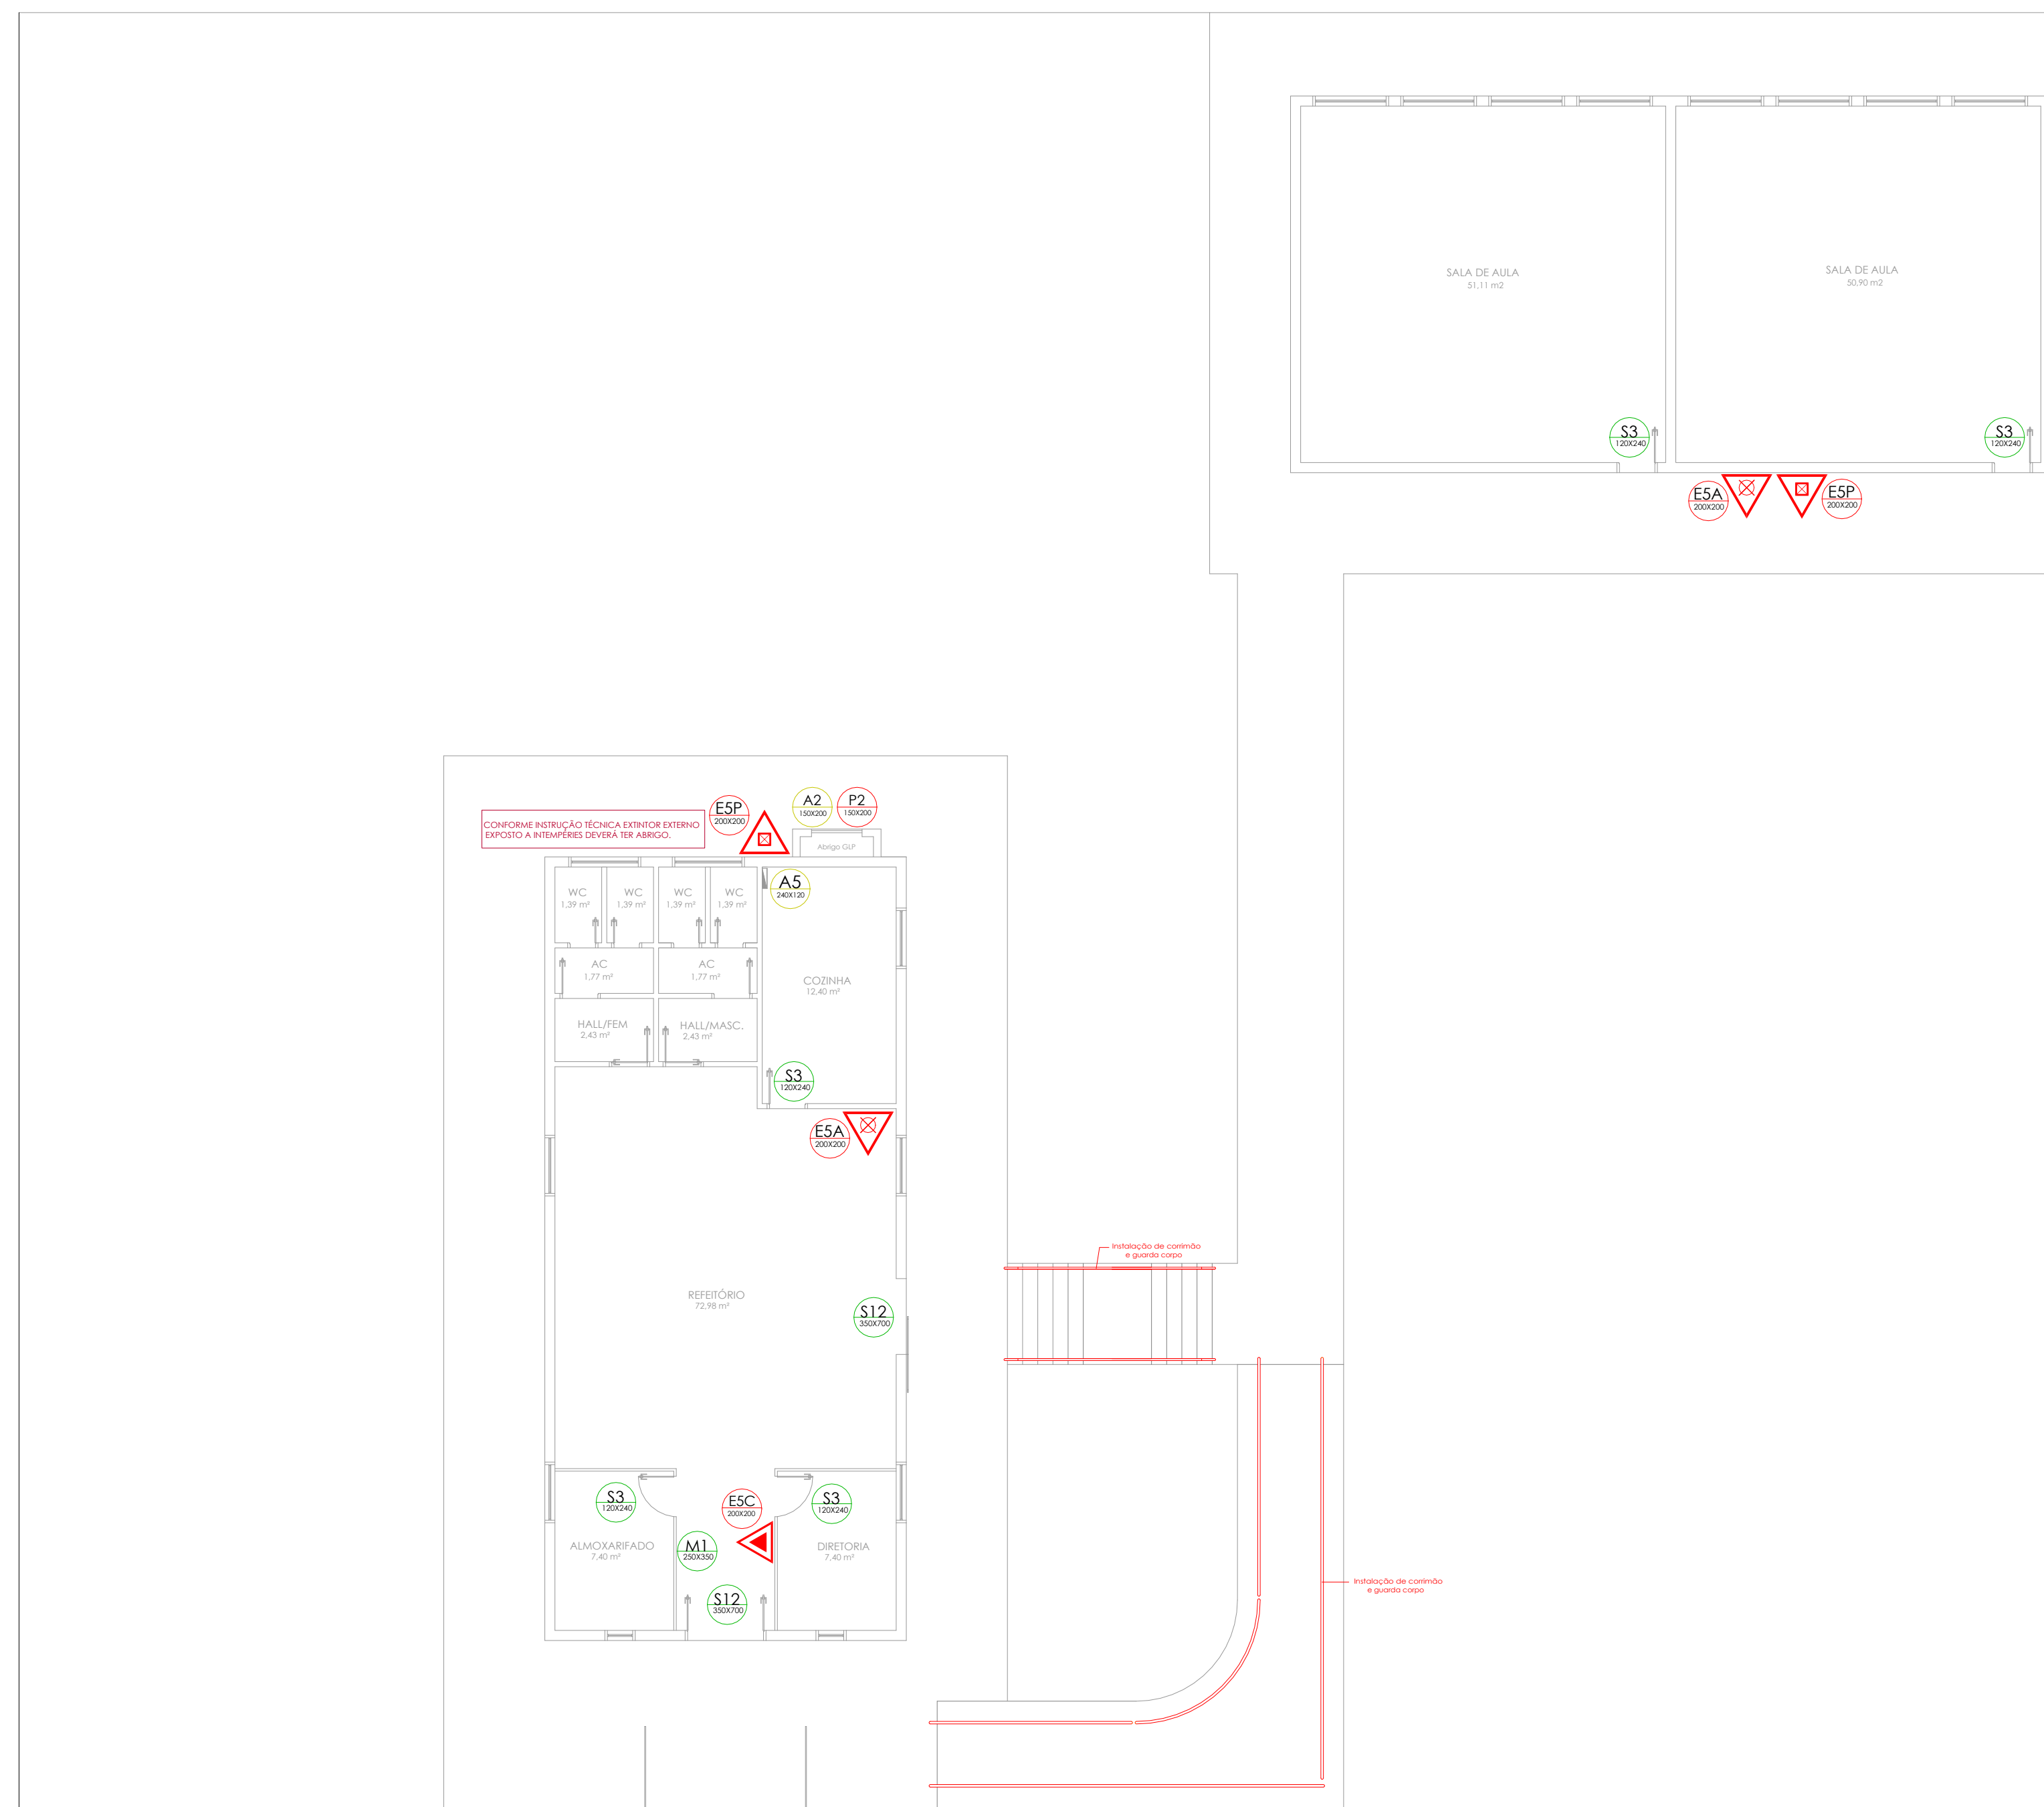 SALA DE AULA
51,11 m2
SALA DE AULA
50,90 m2
S3
120X240
S3
120X240
E5A
200X200
E5P
200X200
CONFORME INSTRUÇÃO TÉCNICA EXTINTOR EXTERNO
EXPOSTO A INTEMPÉRIES DEVERÁ TER ABRIGO.
E5P
200X200
A2
150X200
P2
150X200
Abrigo GLP
WC
1,39 m²
WC
1,39 m²
WC
1,39 m²
WC
1,39 m²
A5
240X120
AC
1,77 m²
AC
1,77 m²
COZINHA
12,40 m²
HALL/FEM
2,43 m²
HALL/MASC.
2,43 m²
S3
120X240
E5A
200X200
Instalação de corrimão
e guarda corpo
REFEITÓRIO
72,98 m²
S12
350X700
S3
120X240
E5C
200X200
S3
120X240
ALMOXARIFADO
7,40 m²
M1
250X350
DIRETORIA
7,40 m²
S12
350X700
Instalação de corrimão
e guarda corpo